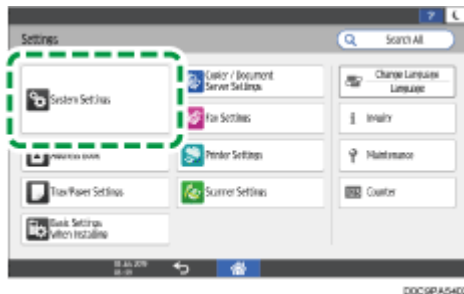 ?
Settings
Search All
System Settings
Copier / Document
Server Settings
Change Language
Language
Fax Settings
Inquiry
Address Book
Printer Settings
Maintenance
Tray/Paper Settings
Scanner Settings
Counter
Basic Settings
When Installing
D0C9PA5403